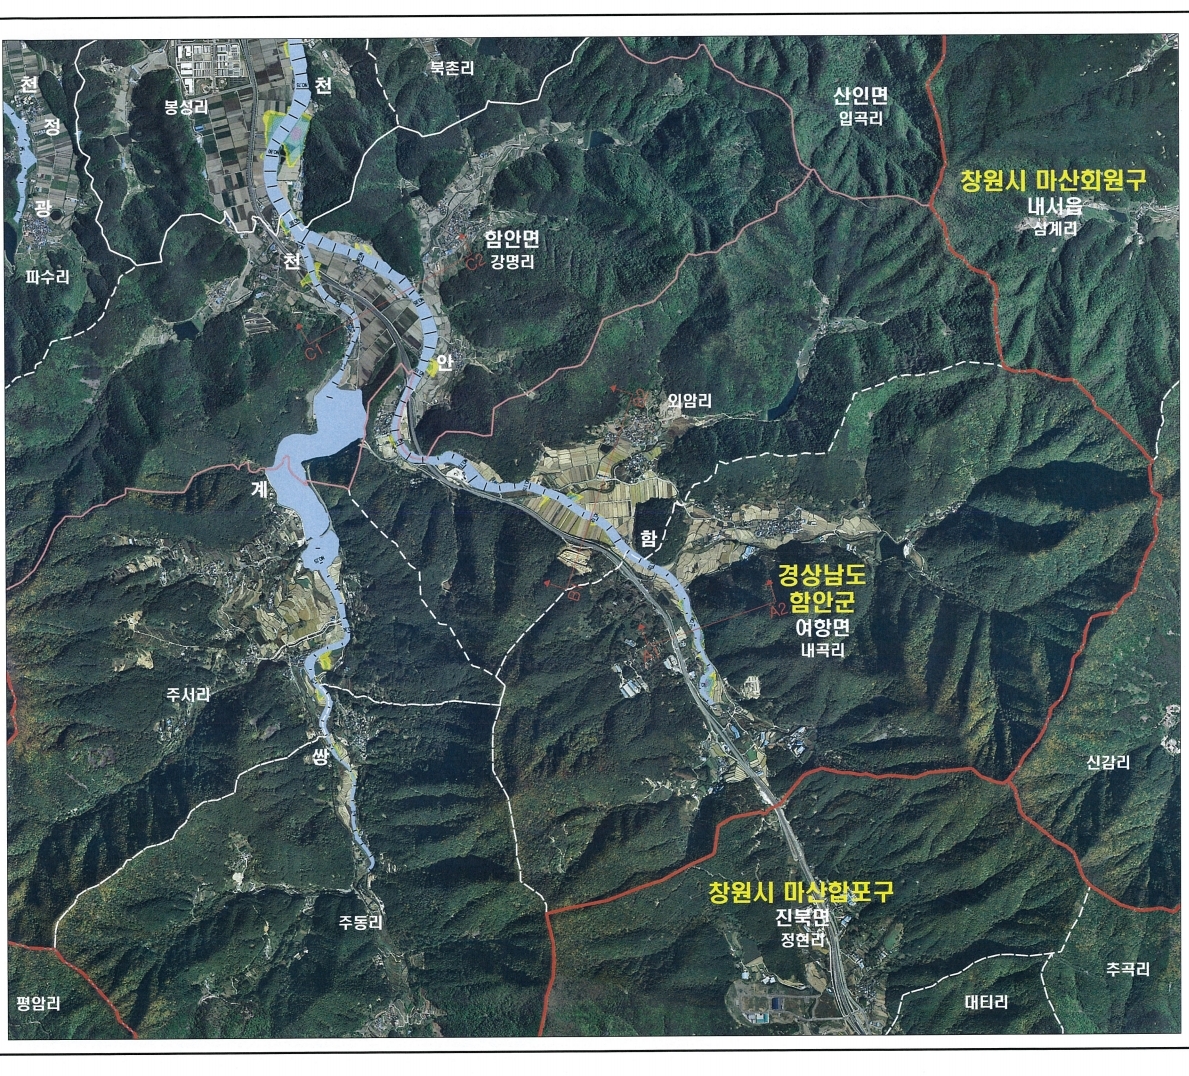 북촌리
천
천
봉성리
산인면
입곡리
정
창원시 마산회원구
내서읍
삼계리
광
함안면
강명리
천
C2
파수리
C1
안
외암리
계
함
경상남도
함안군
여항면
내곡리
A2
주서리
쌍
신감리
창원시 마산합포구
진북면
정현리
주동리
추곡리
평암리
대티리